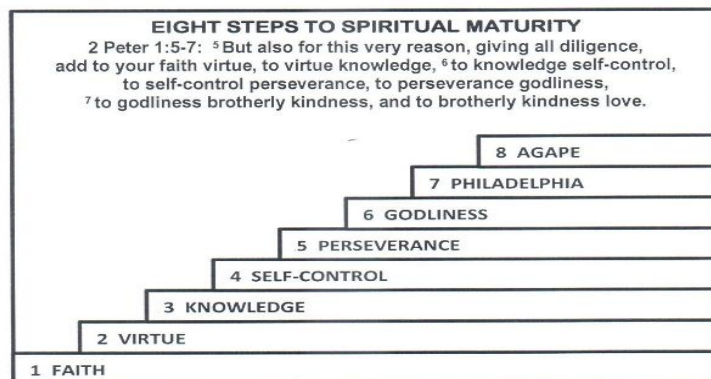 EIGHT STEPS TO SPIRITUAL MATURITY
2 Peter 1:5-7: ⁵ But also for this very reason, giving all diligence,
add to your faith virtue, to virtue knowledge, ⁶ to knowledge self-control,
to self-control perseverance, to perseverance godliness,
⁷ to godliness brotherly kindness, and to brotherly kindness love.
8 AGAPE
7 PHILADELPHIA
6 GODLINESS
5 PERSEVERANCE
4 SELF-CONTROL
3 KNOWLEDGE
2 VIRTUE
1 FAITH